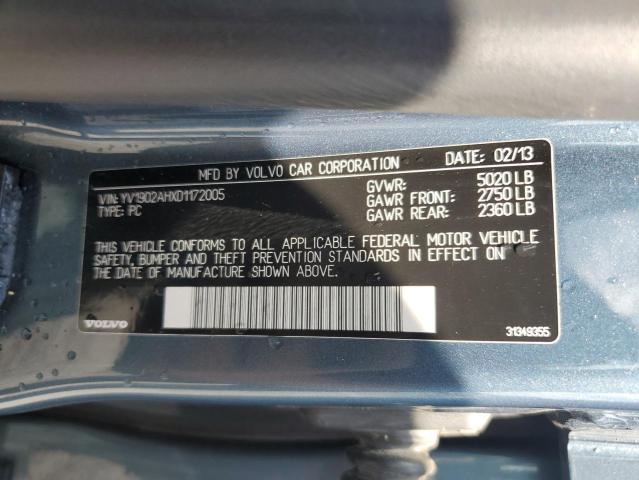 MFD BY VOLVO CAR CORPORATION DATE: 02/13
VIN: YV1902AHXD1172005 GVWR: 5020 LB
TYPE: PC GAWR FRONT: 2750 LB
GAWR REAR: 2360 LB
THIS VEHICLE CONFORMS TO ALL APPLICABLE FEDERAL MOTOR VEHICLE
SAFETY, BUMPER AND THEFT PREVENTION STANDARDS IN EFFECT ON
THE DATE OF MANUFACTURE SHOWN ABOVE.
VOLVO 31349355